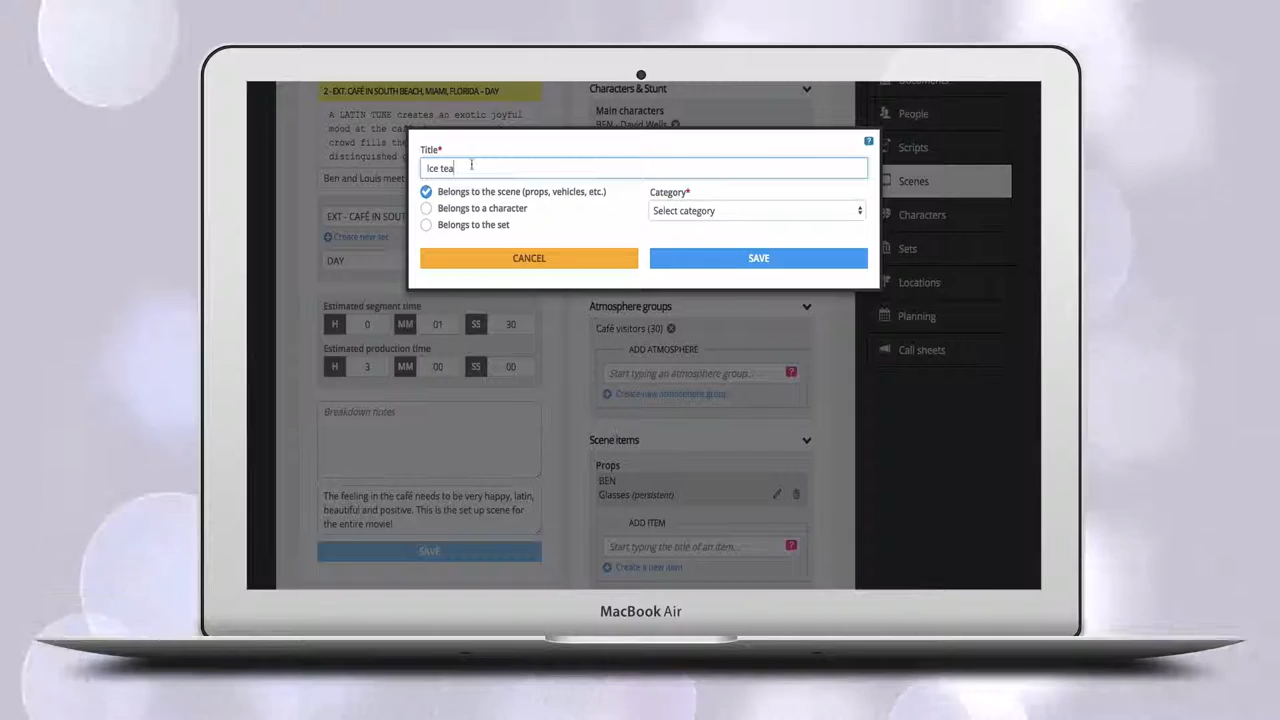 2 - EXT. CAFÉ IN SOUTH BEACH, MIAMI, FLORIDA - DAY
A LATIN TUNE creates an exotic joyful
mood at the
crowd fills the
distinguished
Ben and Louis meet
EXT - CAFÉ IN SOUT
Create new set
DAY
Estimated segment time
H 0 MM 01 SS 30
Estimated production time
H 3 MM 00 SS 00
Breakdown notes
The feeling in the café needs to be very happy, latin,
beautiful and positive. This is the set up scene for
the entire movie!
SAVE
Title*
Ice tea
Belongs to the scene (props, vehicles, etc.)
Belongs to a character
Belongs to the set
Category*
Select category
CANCEL
SAVE
?
Characters & Stunt
Main characters
BEN - David Wells
Atmosphere groups
Café visitors (30)
ADD ATMOSPHERE
Start typing an atmosphere group...
?
Create new atmosphere group
Scene items
Props
BEN
Glasses (persistent)
ADD ITEM
Start typing the title of an item...
?
Create a new item
Documents
People
Scripts
Scenes
Characters
Sets
Locations
Planning
Call sheets
MacBook Air